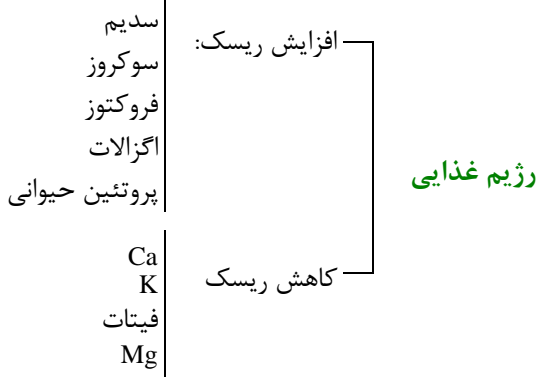 رژیم غذایی
افزایش ریسک:
سدیم
سوکروز
فروکتوز
اگزالات
پروتئین حیوانی
کاهش ریسک
Ca
K
فیتات
Mg